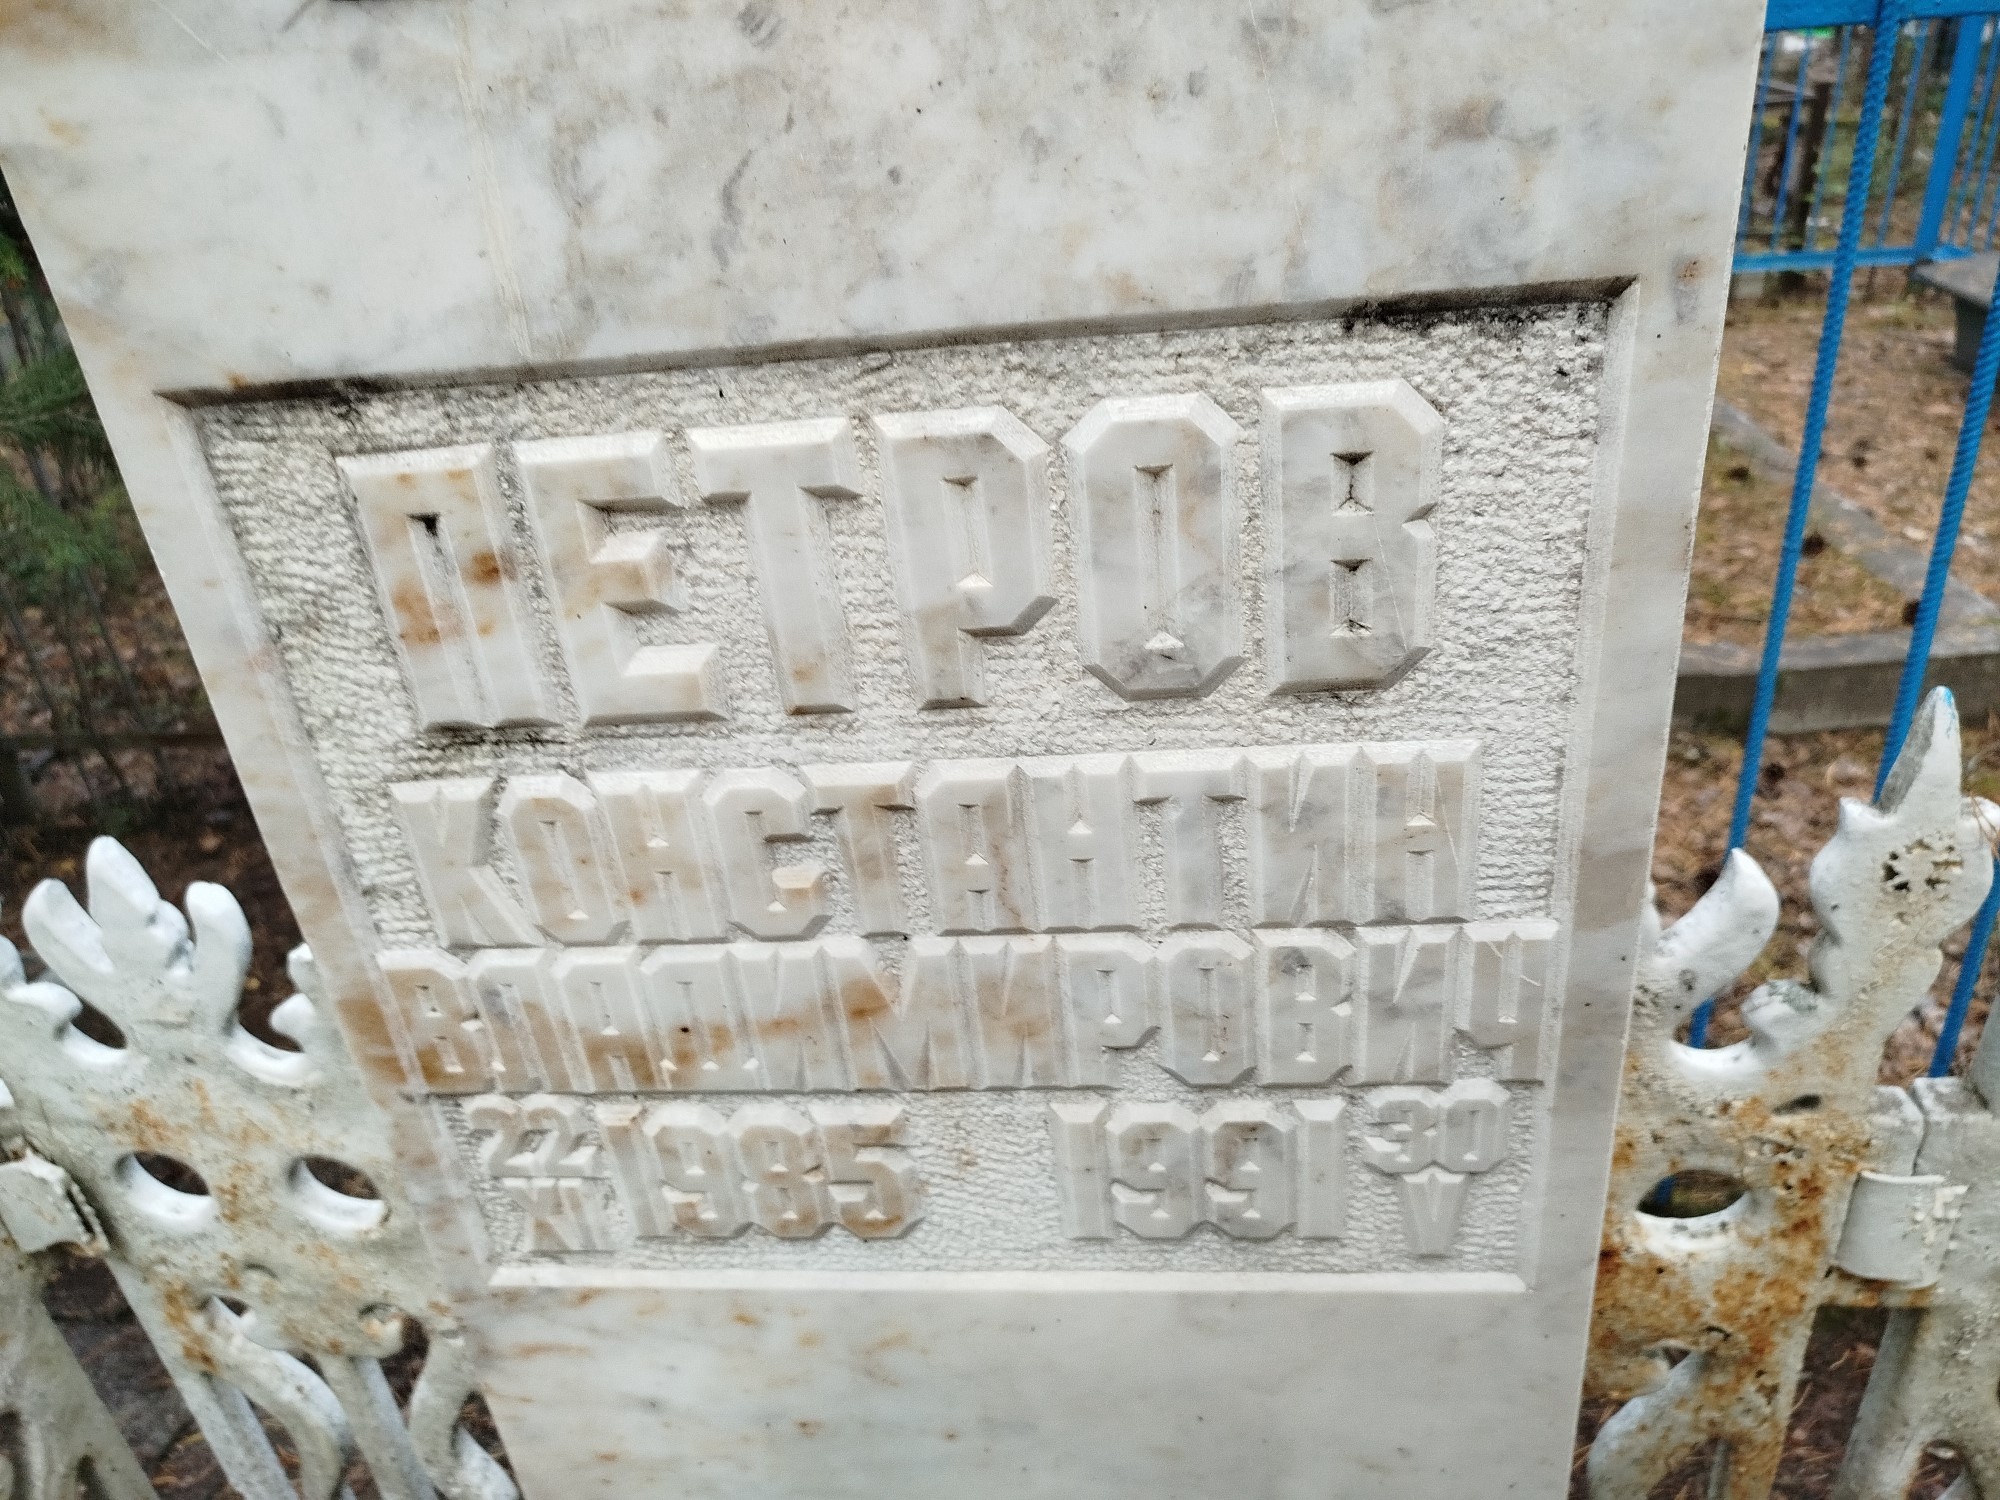 ПЕТРОВ
КОНСТАНТИН
ВЛАДИМИРОВИЧ
22 XI 1985 1991 30 V